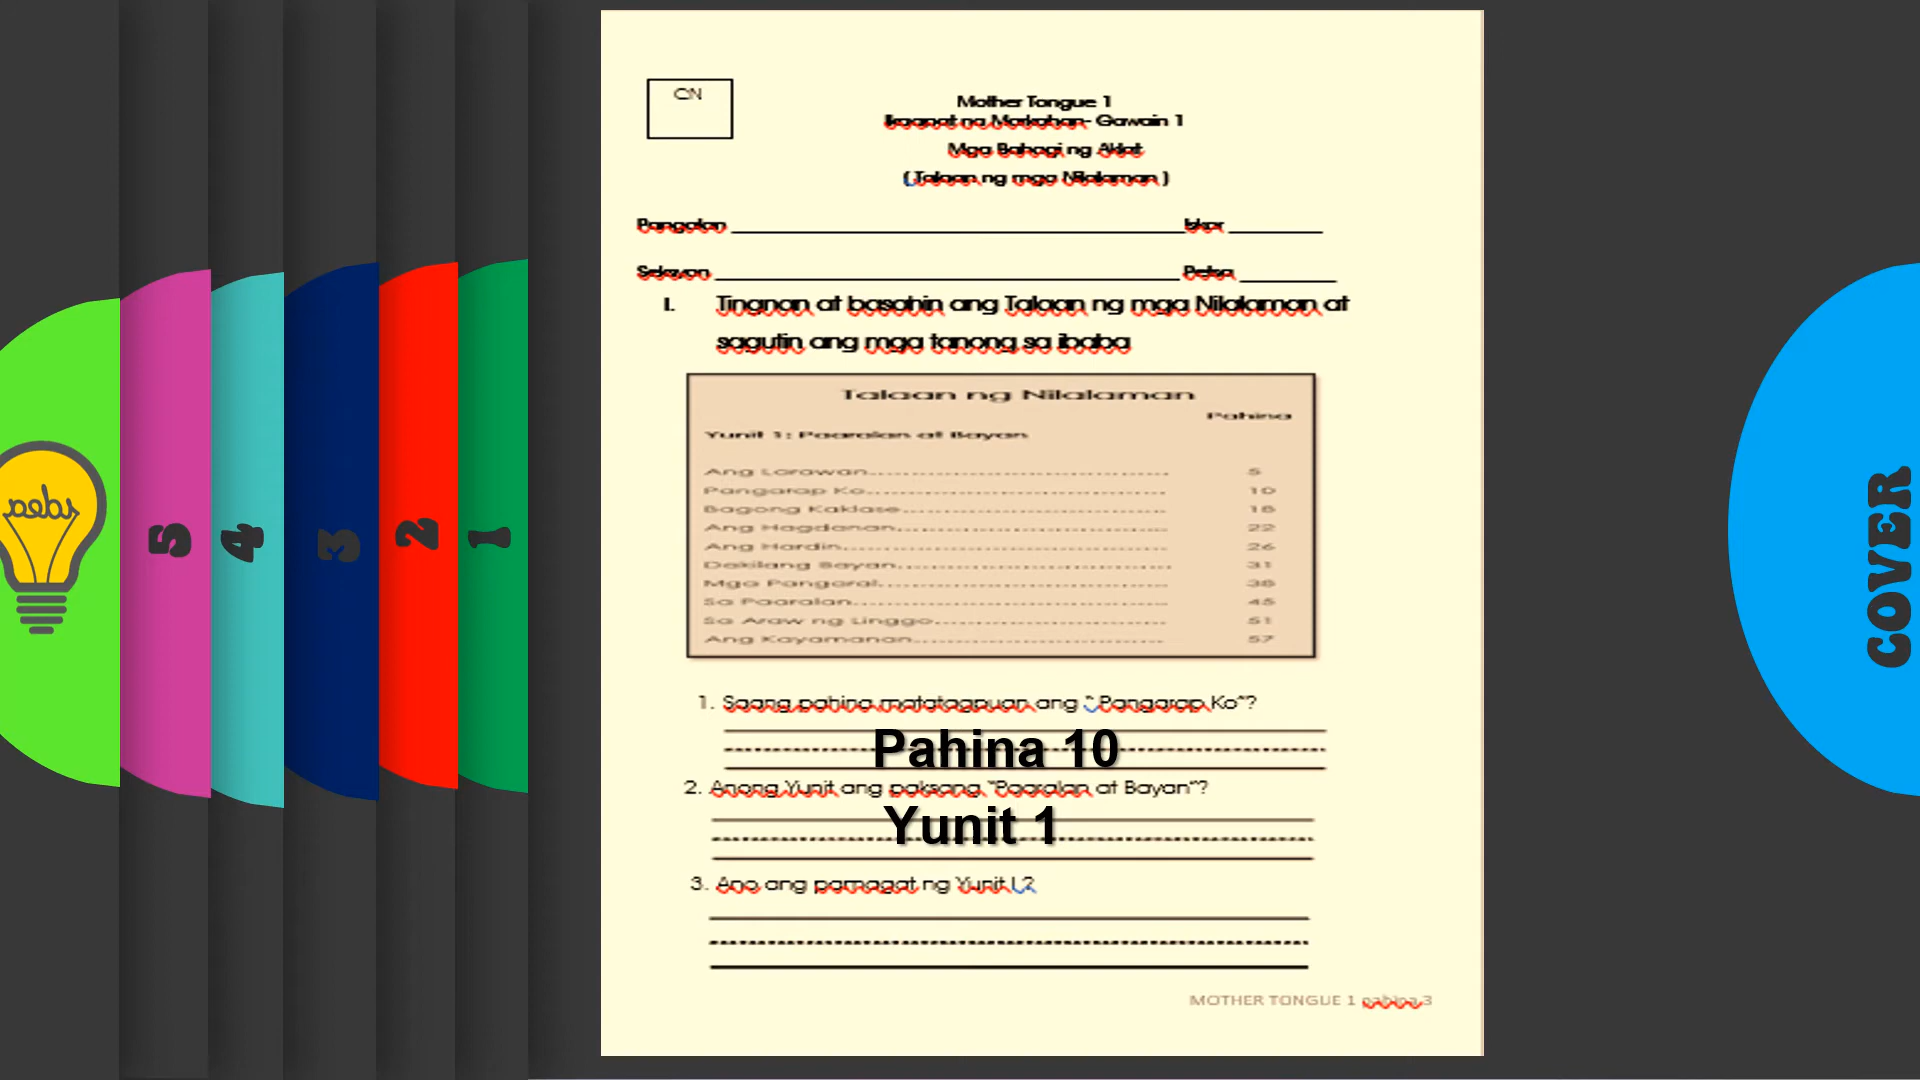 CN
Mother Tongue 1
Ikaapat na Markahan- Gawain 1
Mga Bahagi ng Aklat
( Talaan ng mga Nilalaman )
Pangalan Iskor
Seksyon Petsa
I. Tingnan at basahin ang Talaan ng mga Nilalaman at
sagutin ang mga tanong sa ibaba
Talaan ng Nilalaman
Pahina
Yunit 1: Paaralan at Bayan
Ang Larawan 5
Pangarap Ko 10
Bagong Kaklase 18
Ang Hagdanan 22
Ang Hardin 26
Dakilang Bayan 31
Mga Pangaral 38
Sa Paaralan 45
Sa Araw ng Linggo 51
Ang Kayamanan 57
1. Saang pahina matatagpuan ang " Pangarap Ko"?
Pahina 10
2. Anong Yunit ang paksang "Paaralan at Bayan"?
Yunit 1
3. Ano ang pamagat ng Yunit I ?
MOTHER TONGUE 1 pahina 3
idea
5
4
3
2
1
COVER